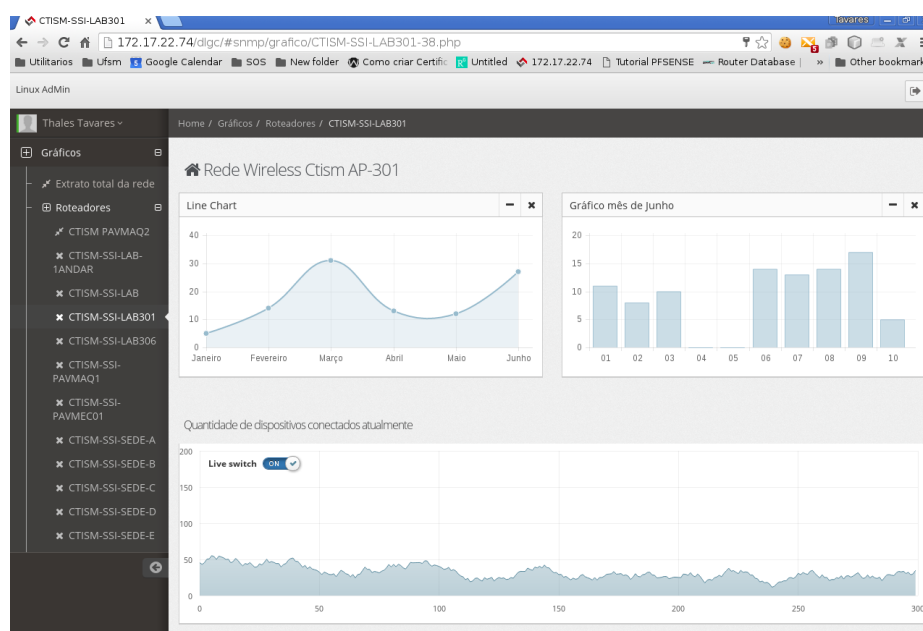 CTISM-SSI-LAB301
Tavares
172.17.22.74/dlgc/#snmp/grafico/CTISM-SSI-LAB301-38.php
Utilitarios Ufsm Google Calendar SOS New folder Como criar Certific Untitled 172.17.22.74 Tutorial PFSENSE Router Database | » Other bookmark
Linux AdMin
Thales Tavares
Home / Gráficos / Roteadores / CTISM-SSI-LAB301
Gráficos
Extrato total da rede
Roteadores
CTISM PAVMAQ2
CTISM-SSI-LAB-
1ANDAR
CTISM-SSI-LAB
CTISM-SSI-LAB301
CTISM-SSI-LAB306
CTISM-SSI-
PAVMAQ1
CTISM-SSI-
PAVMEC01
CTISM-SSI-SEDE-A
CTISM-SSI-SEDE-B
CTISM-SSI-SEDE-C
CTISM-SSI-SEDE-D
CTISM-SSI-SEDE-E
Rede Wireless Ctism AP-301
Line Chart
40
30
20
10
0
Janeiro Fevereiro Março Abril Maio Junho
Gráfico mês de Junho
20
15
10
5
0
01 02 03 04 05 06 07 08 09 10
Quantidade de dispositivos conectados atualmente
200
Live switch ON
150
100
50
0
0 50 100 150 200 250 300